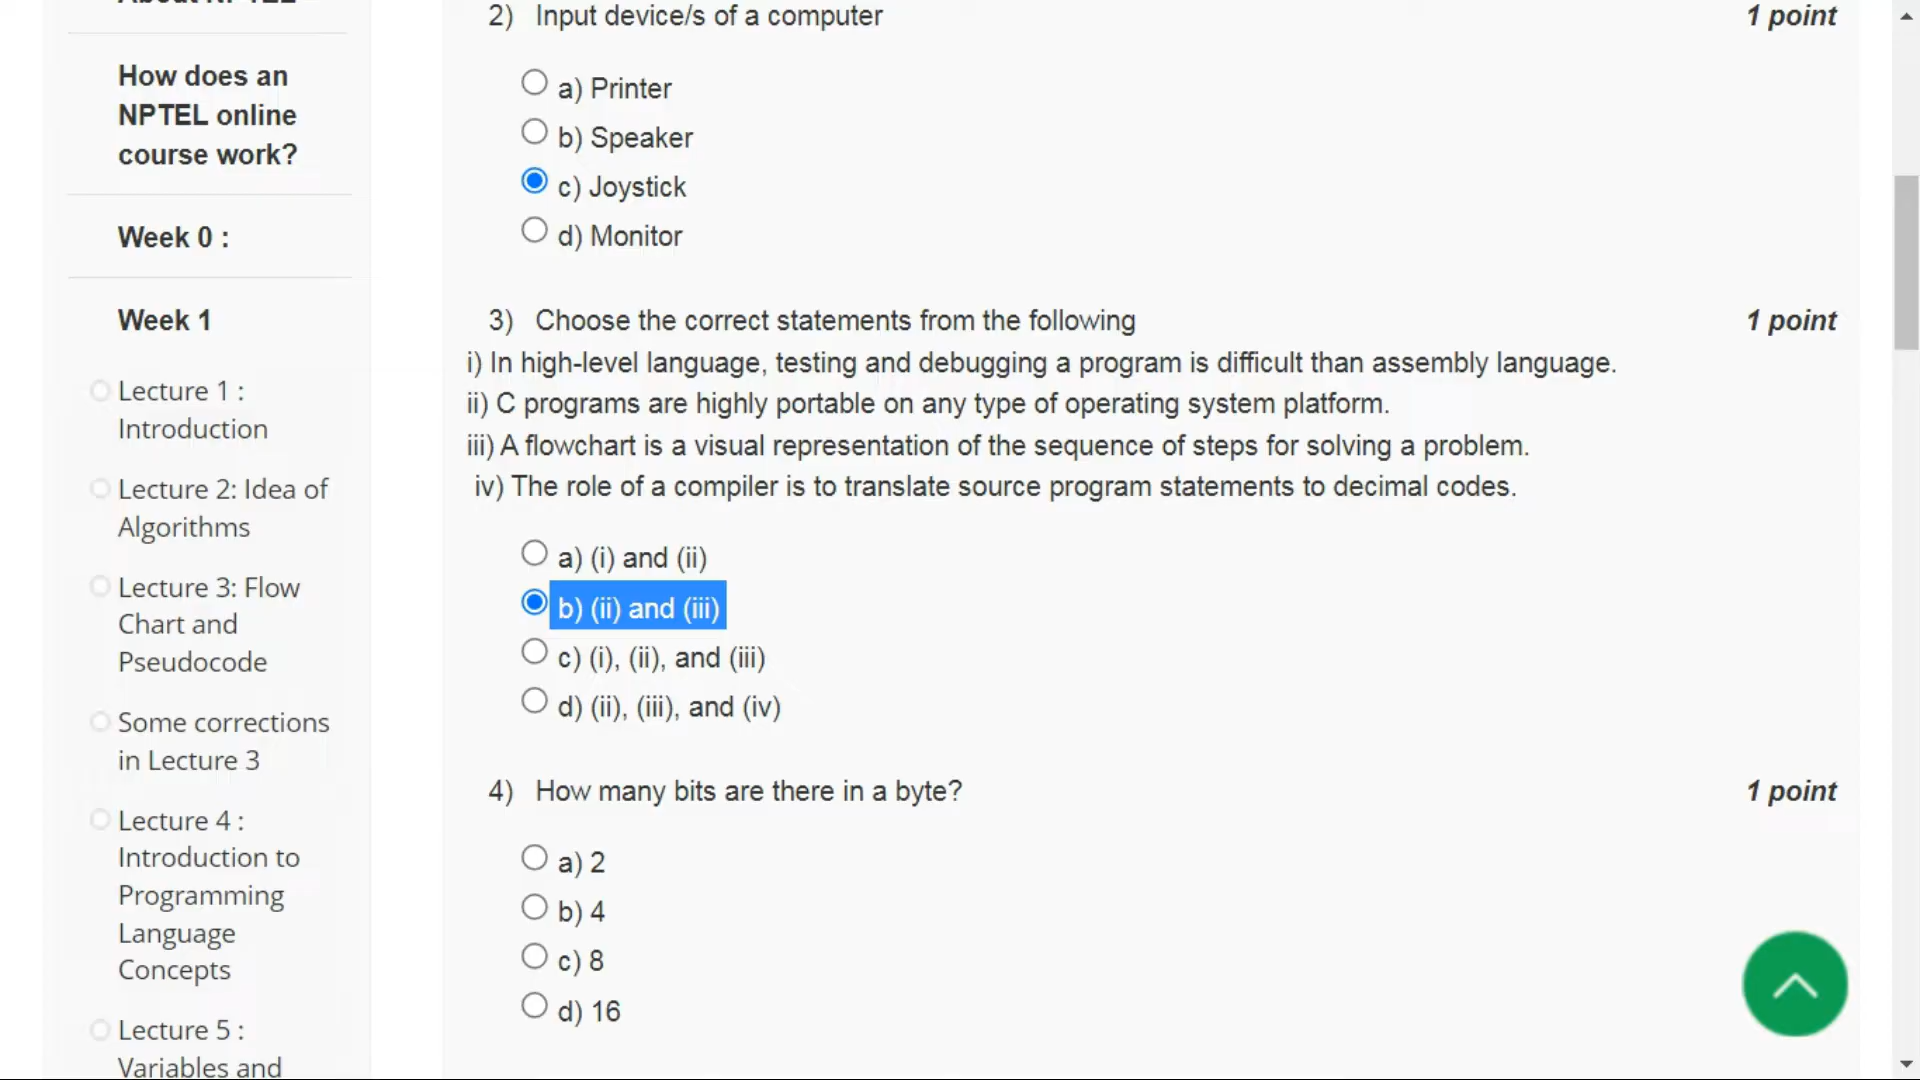 How does an
NPTEL online
course work?
Week 0 :
Week 1
Lecture 1 :
Introduction
Lecture 2: Idea of
Algorithms
Lecture 3: Flow
Chart and
Pseudocode
Some corrections
in Lecture 3
Lecture 4 :
Introduction to
Programming
Language
Concepts
Lecture 5 :
Variables and
2) Input device/s of a computer 1 point
a) Printer
b) Speaker
c) Joystick
d) Monitor
3) Choose the correct statements from the following 1 point
i) In high-level language, testing and debugging a program is difficult than assembly language.
ii) C programs are highly portable on any type of operating system platform.
iii) A flowchart is a visual representation of the sequence of steps for solving a problem.
iv) The role of a compiler is to translate source program statements to decimal codes.
a) (i) and (ii)
b) (ii) and (iii)
c) (i), (ii), and (iii)
d) (ii), (iii), and (iv)
4) How many bits are there in a byte? 1 point
a) 2
b) 4
c) 8
d) 16